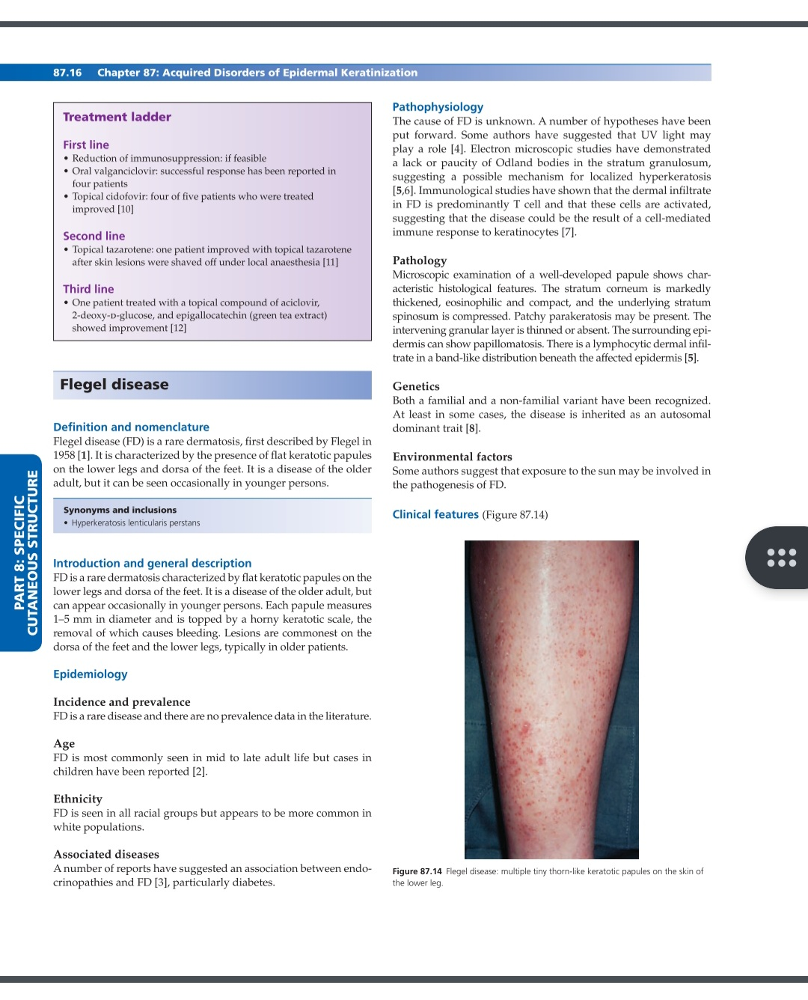 87.16 Chapter 87: Acquired Disorders of Epidermal Keratinization
Treatment ladder
First line
• Reduction of immunosuppression: if feasible
• Oral valganciclovir: successful response has been reported in
four patients
• Topical cidofovir: four of five patients who were treated
improved [10]
Second line
• Topical tazarotene: one patient improved with topical tazarotene
after skin lesions were shaved off under local anaesthesia [11]
Third line
• One patient treated with a topical compound of aciclovir,
2-deoxy-D-glucose, and epigallocatechin (green tea extract)
showed improvement [12]
Flegel disease
Definition and nomenclature
Flegel disease (FD) is a rare dermatosis, first described by Flegel in
1958 [1]. It is characterized by the presence of flat keratotic papules
on the lower legs and dorsa of the feet. It is a disease of the older
adult, but it can be seen occasionally in younger persons.
Synonyms and inclusions
• Hyperkeratosis lenticularis perstans
Introduction and general description
FD is a rare dermatosis characterized by flat keratotic papules on the
lower legs and dorsa of the feet. It is a disease of the older adult, but
can appear occasionally in younger persons. Each papule measures
1–5 mm in diameter and is topped by a horny keratotic scale, the
removal of which causes bleeding. Lesions are commonest on the
dorsa of the feet and the lower legs, typically in older patients.
Epidemiology
Incidence and prevalence
FD is a rare disease and there are no prevalence data in the literature.
Age
FD is most commonly seen in mid to late adult life but cases in
children have been reported [2].
Ethnicity
FD is seen in all racial groups but appears to be more common in
white populations.
Associated diseases
A number of reports have suggested an association between endo-
crinopathies and FD [3], particularly diabetes.
Pathophysiology
The cause of FD is unknown. A number of hypotheses have been
put forward. Some authors have suggested that UV light may
play a role [4]. Electron microscopic studies have demonstrated
a lack or paucity of Odland bodies in the stratum granulosum,
suggesting a possible mechanism for localized hyperkeratosis
[5,6]. Immunological studies have shown that the dermal infiltrate
in FD is predominantly T cell and that these cells are activated,
suggesting that the disease could be the result of a cell-mediated
immune response to keratinocytes [7].
Pathology
Microscopic examination of a well-developed papule shows char-
acteristic histological features. The stratum corneum is markedly
thickened, eosinophilic and compact, and the underlying stratum
spinosum is compressed. Patchy parakeratosis may be present. The
intervening granular layer is thinned or absent. The surrounding epi-
dermis can show papillomatosis. There is a lymphocytic dermal infil-
trate in a band-like distribution beneath the affected epidermis [5].
Genetics
Both a familial and a non-familial variant have been recognized.
At least in some cases, the disease is inherited as an autosomal
dominant trait [8].
Environmental factors
Some authors suggest that exposure to the sun may be involved in
the pathogenesis of FD.
Clinical features (Figure 87.14)
Figure 87.14 Flegel disease: multiple tiny thorn-like keratotic papules on the skin of
the lower leg.
PART 8: SPECIFIC
CUTANEOUS STRUCTURE